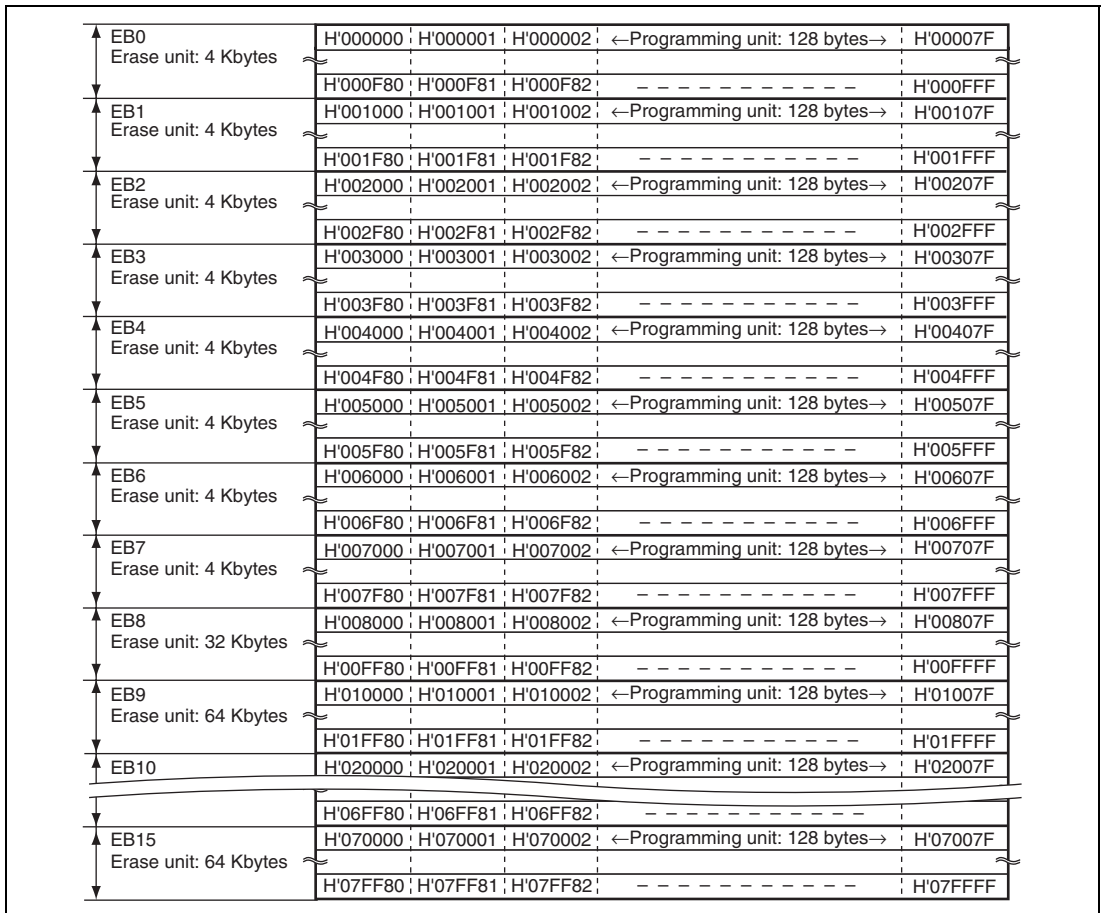 EB0 H'000000 H'000001 H'000002 ←Programming unit: 128 bytes→ H'00007F
Erase unit: 4 Kbytes
H'000F80 H'000F81 H'000F82 – – – – – – – – – – – H'000FFF
EB1 H'001000 H'001001 H'001002 ←Programming unit: 128 bytes→ H'00107F
Erase unit: 4 Kbytes
H'001F80 H'001F81 H'001F82 – – – – – – – – – – – H'001FFF
EB2 H'002000 H'002001 H'002002 ←Programming unit: 128 bytes→ H'00207F
Erase unit: 4 Kbytes
H'002F80 H'002F81 H'002F82 – – – – – – – – – – – H'002FFF
EB3 H'003000 H'003001 H'003002 ←Programming unit: 128 bytes→ H'00307F
Erase unit: 4 Kbytes
H'003F80 H'003F81 H'003F82 – – – – – – – – – – – H'003FFF
EB4 H'004000 H'004001 H'004002 ←Programming unit: 128 bytes→ H'00407F
Erase unit: 4 Kbytes
H'004F80 H'004F81 H'004F82 – – – – – – – – – – – H'004FFF
EB5 H'005000 H'005001 H'005002 ←Programming unit: 128 bytes→ H'00507F
Erase unit: 4 Kbytes
H'005F80 H'005F81 H'005F82 – – – – – – – – – – – H'005FFF
EB6 H'006000 H'006001 H'006002 ←Programming unit: 128 bytes→ H'00607F
Erase unit: 4 Kbytes
H'006F80 H'006F81 H'006F82 – – – – – – – – – – – H'006FFF
EB7 H'007000 H'007001 H'007002 ←Programming unit: 128 bytes→ H'00707F
Erase unit: 4 Kbytes
H'007F80 H'007F81 H'007F82 – – – – – – – – – – – H'007FFF
EB8 H'008000 H'008001 H'008002 ←Programming unit: 128 bytes→ H'00807F
Erase unit: 32 Kbytes
H'00FF80 H'00FF81 H'00FF82 – – – – – – – – – – – H'00FFFF
EB9 H'010000 H'010001 H'010002 ←Programming unit: 128 bytes→ H'01007F
Erase unit: 64 Kbytes
H'01FF80 H'01FF81 H'01FF82 – – – – – – – – – – – H'01FFFF
EB10 H'020000 H'020001 H'020002 ←Programming unit: 128 bytes→ H'02007F
H'06FF80 H'06FF81 H'06FF82 – – – – – – – – – – –
EB15 H'070000 H'070001 H'070002 ←Programming unit: 128 bytes→ H'07007F
Erase unit: 64 Kbytes
H'07FF80 H'07FF81 H'07FF82 – – – – – – – – – – – H'07FFFF